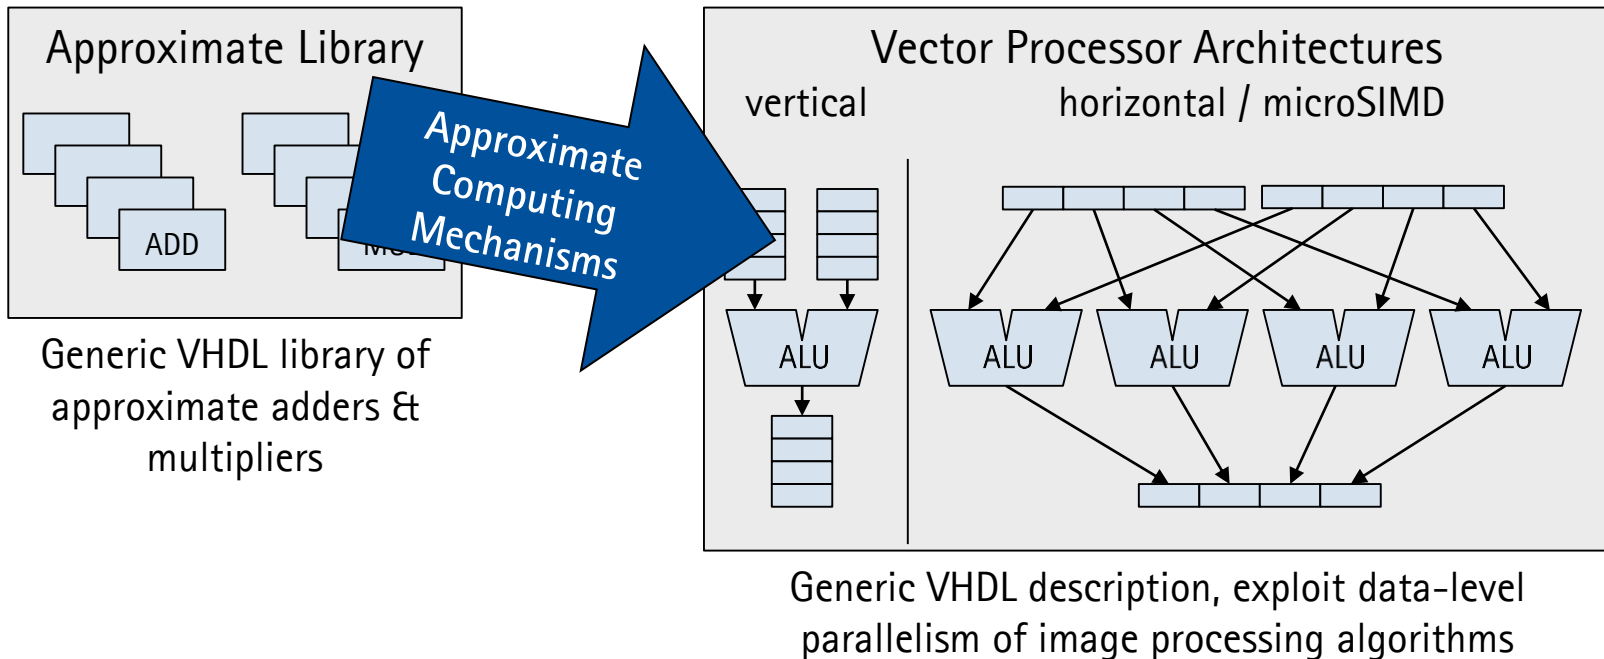 Approximate Library
ADD
Approximate
Computing
Mechanisms
Generic VHDL library of
approximate adders &
multipliers
Vector Processor Architectures
vertical
horizontal / microSIMD
ALU
ALU
ALU
ALU
ALU
Generic VHDL description, exploit data-level
parallelism of image processing algorithms